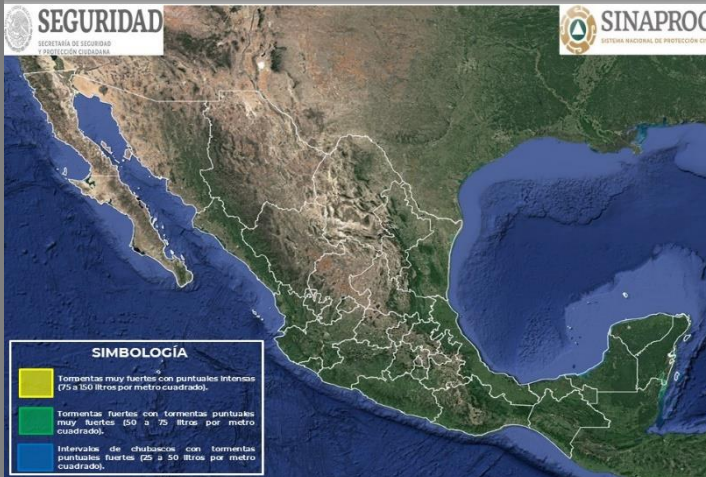 SEGURIDAD
SECRETARÍA DE SEGURIDAD
Y PROTECCIÓN CIUDADANA
SINAPROC
SISTEMA NACIONAL DE PROTECCIÓN CI
SIMBOLOGÍA
Tormentas muy fuertes con puntuales intensas
(75 a 150 litros por metro cuadrado).
Tormentas fuertes con tormentas puntuales
muy fuertes (50 a 75 litros por metro
cuadrado).
Intervalos de chubascos con tormentas
puntuales fuertes (25 a 50 litros por metro
cuadrado).